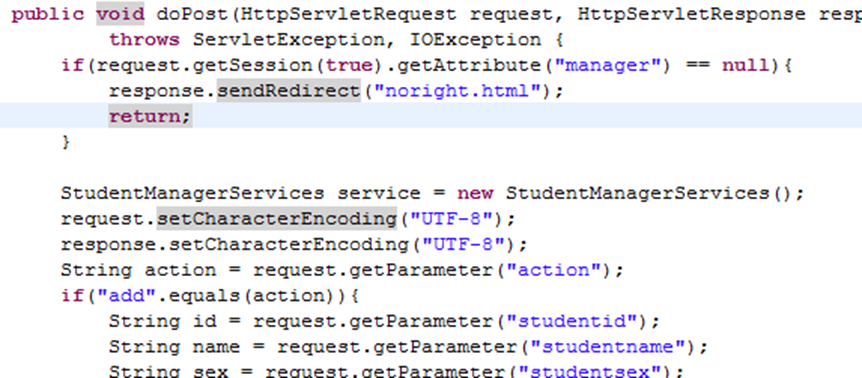 public void doPost(HttpServletRequest request, HttpServletResponse resp
throws ServletException, IOException {
if(request.getSession(true).getAttribute("manager") == null){
response.sendRedirect("noright.html");
return;
}
StudentManagerServices service = new StudentManagerServices();
request.setCharacterEncoding("UTF-8");
response.setCharacterEncoding("UTF-8");
String action = request.getParameter("action");
if("add".equals(action)){
String id = request.getParameter("studentid");
String name = request.getParameter("studentname");
String sex = request.getParameter("studentsex");